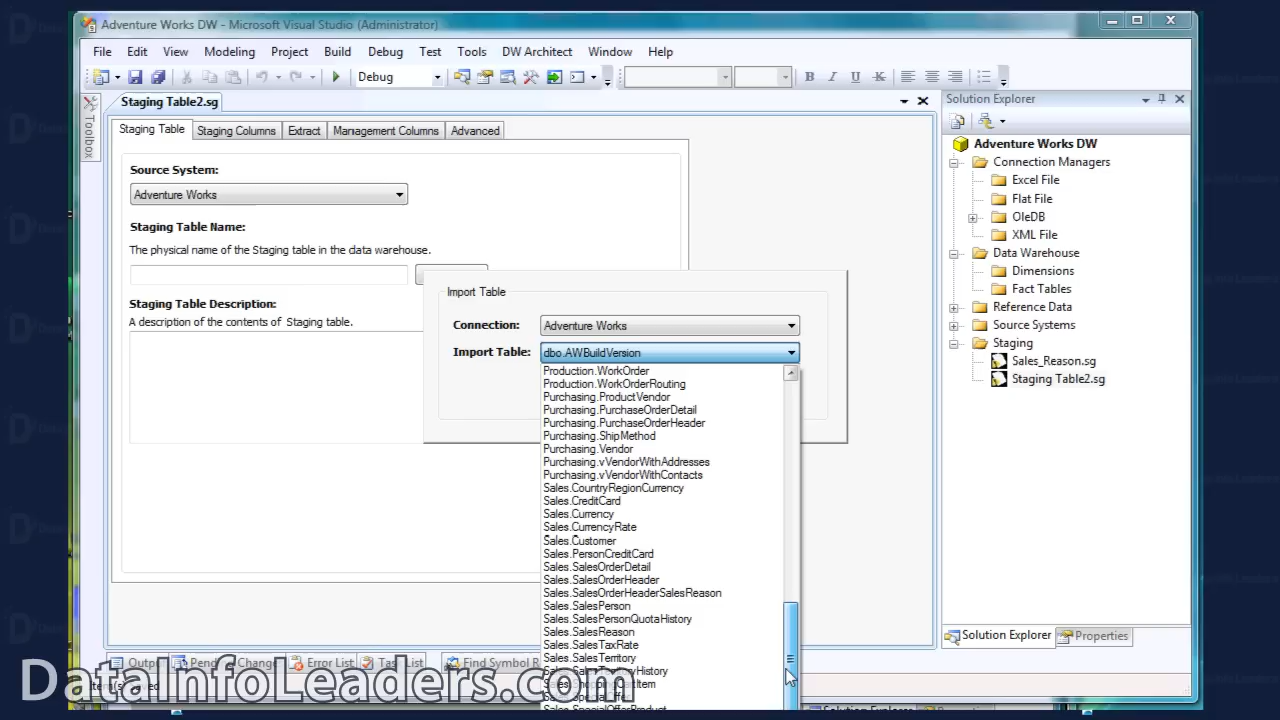 Adventure Works DW - Microsoft Visual Studio (Administrator)
File Edit View Modeling Project Build Debug Test Tools DW Architect Window Help
Debug
B I U
Staging Table2.sg
Toolbox
Staging Table Staging Columns Extract Management Columns Advanced
Source System:
Adventure Works
Staging Table Name:
The physical name of the Staging table in the data warehouse.
Staging Table Description:
A description of the contents of Staging table.
Import Table
Connection: Adventure Works
Import Table: dbo.AWBuildVersion
Production.WorkOrder
Production.WorkOrderRouting
Purchasing.ProductVendor
Purchasing.PurchaseOrderDetail
Purchasing.PurchaseOrderHeader
Purchasing.ShipMethod
Purchasing.Vendor
Purchasing.vVendorWithAddresses
Purchasing.vVendorWithContacts
Sales.CountryRegionCurrency
Sales.CreditCard
Sales.Currency
Sales.CurrencyRate
Sales.Customer
Sales.PersonCreditCard
Sales.SalesOrderDetail
Sales.SalesOrderHeader
Sales.SalesOrderHeaderSalesReason
Sales.SalesPerson
Sales.SalesPersonQuotaHistory
Sales.SalesReason
Sales.SalesTaxRate
Sales.SalesTerritory
Sales.SalesTerritoryHistory
Sales.SpecialOfferProduct
Solution Explorer
Adventure Works DW
Connection Managers
Excel File
Flat File
OleDB
XML File
Data Warehouse
Dimensions
Fact Tables
Reference Data
Source Systems
Staging
Sales_Reason.sg
Staging Table2.sg
Solution Explorer Properties
Error List Task List Find Symbol
DataInfoLeaders.com